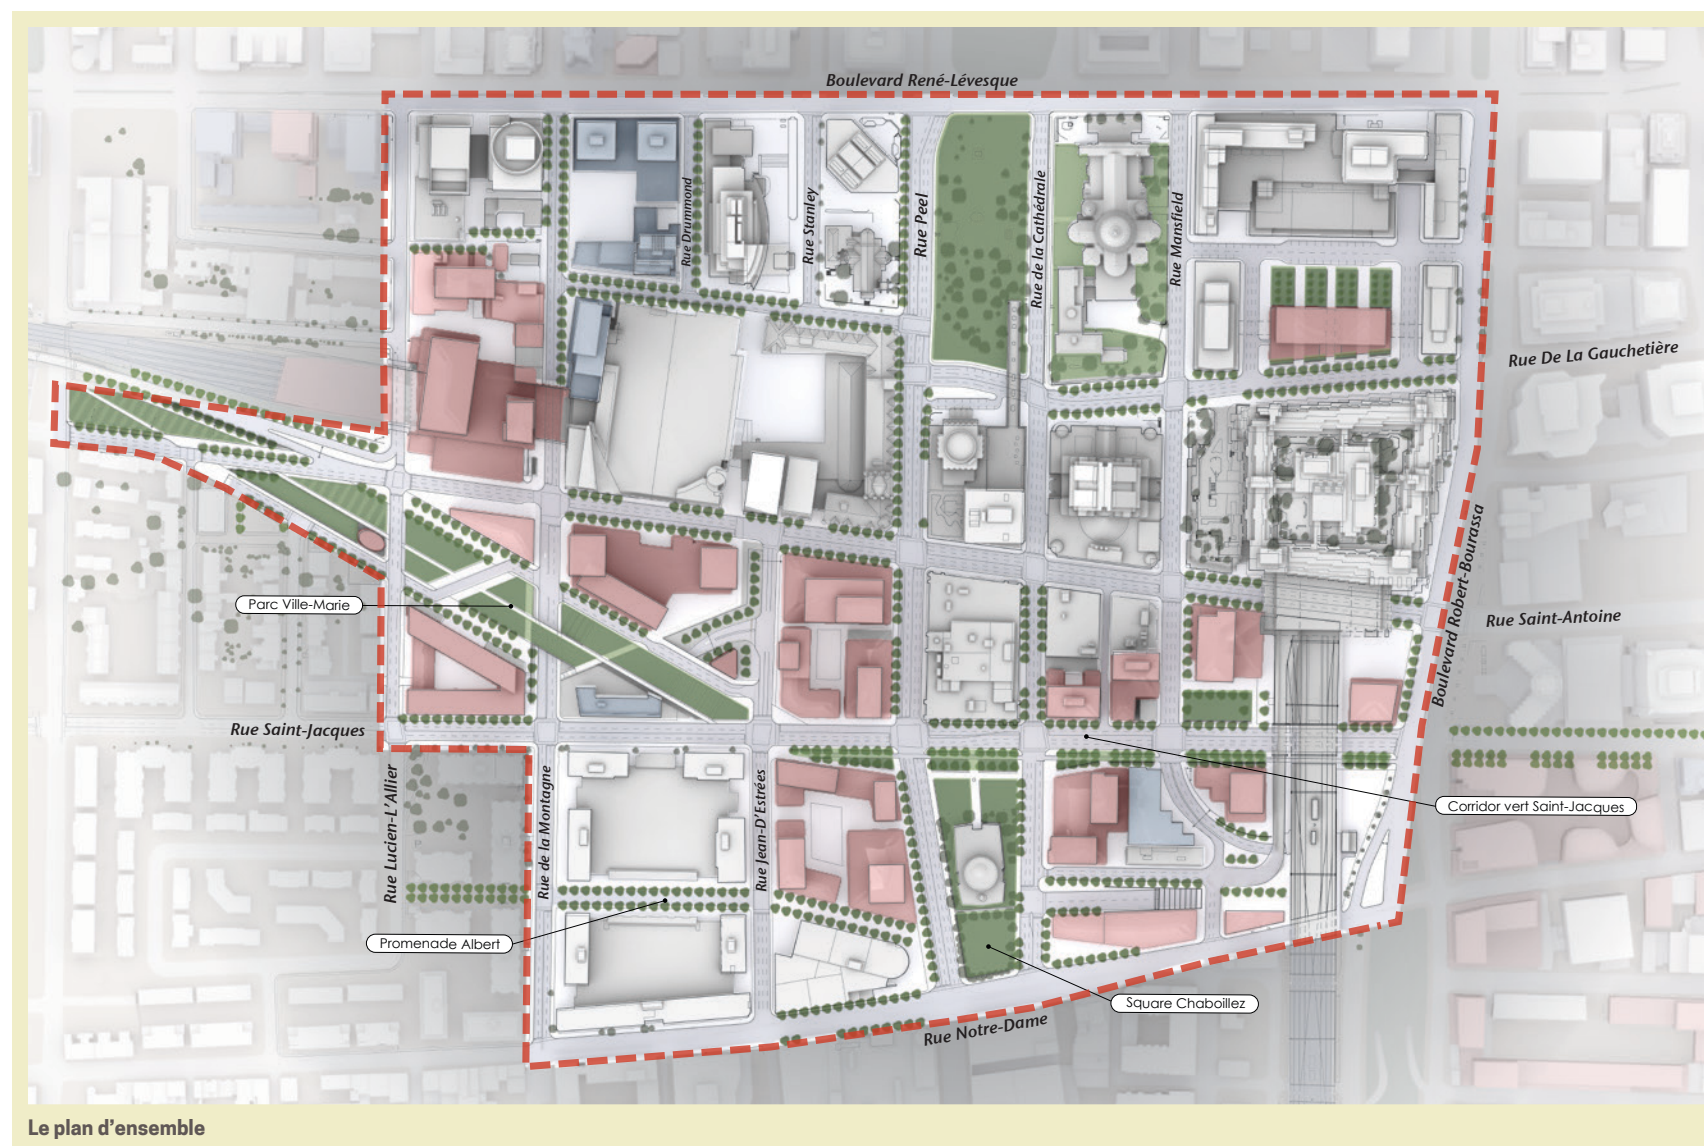 Boulevard René-Lévesque
Rue Drummond
Rue Stanley
Rue Peel
Rue de la Cathédrale
Rue Mansfield
Rue De La Gauchetière
Boulevard Robert-Bourassa
Parc Ville-Marie
Rue Saint-Antoine
Rue Saint-Jacques
Rue Lucien-L'Allier
Rue de la Montagne
Rue Jean-D'Estrées
Corridor vert Saint-Jacques
Promenade Albert
Square Chaboillez
Rue Notre-Dame
Le plan d'ensemble